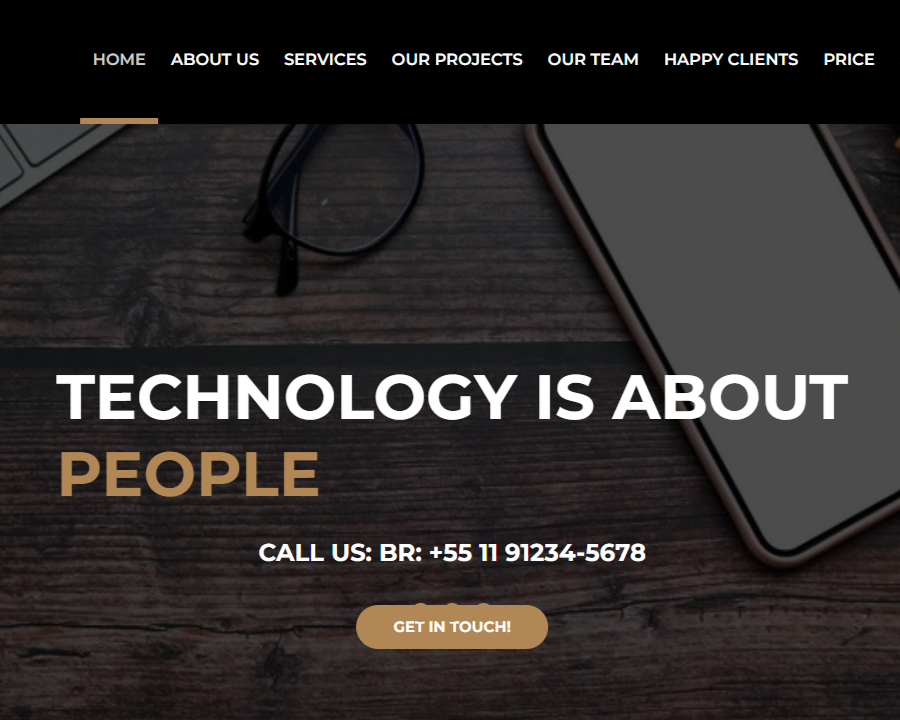 HOME ABOUT US SERVICES OUR PROJECTS OUR TEAM HAPPY CLIENTS PRICE
TECHNOLOGY IS ABOUT
PEOPLE
CALL US: BR: +55 11 91234-5678
GET IN TOUCH!